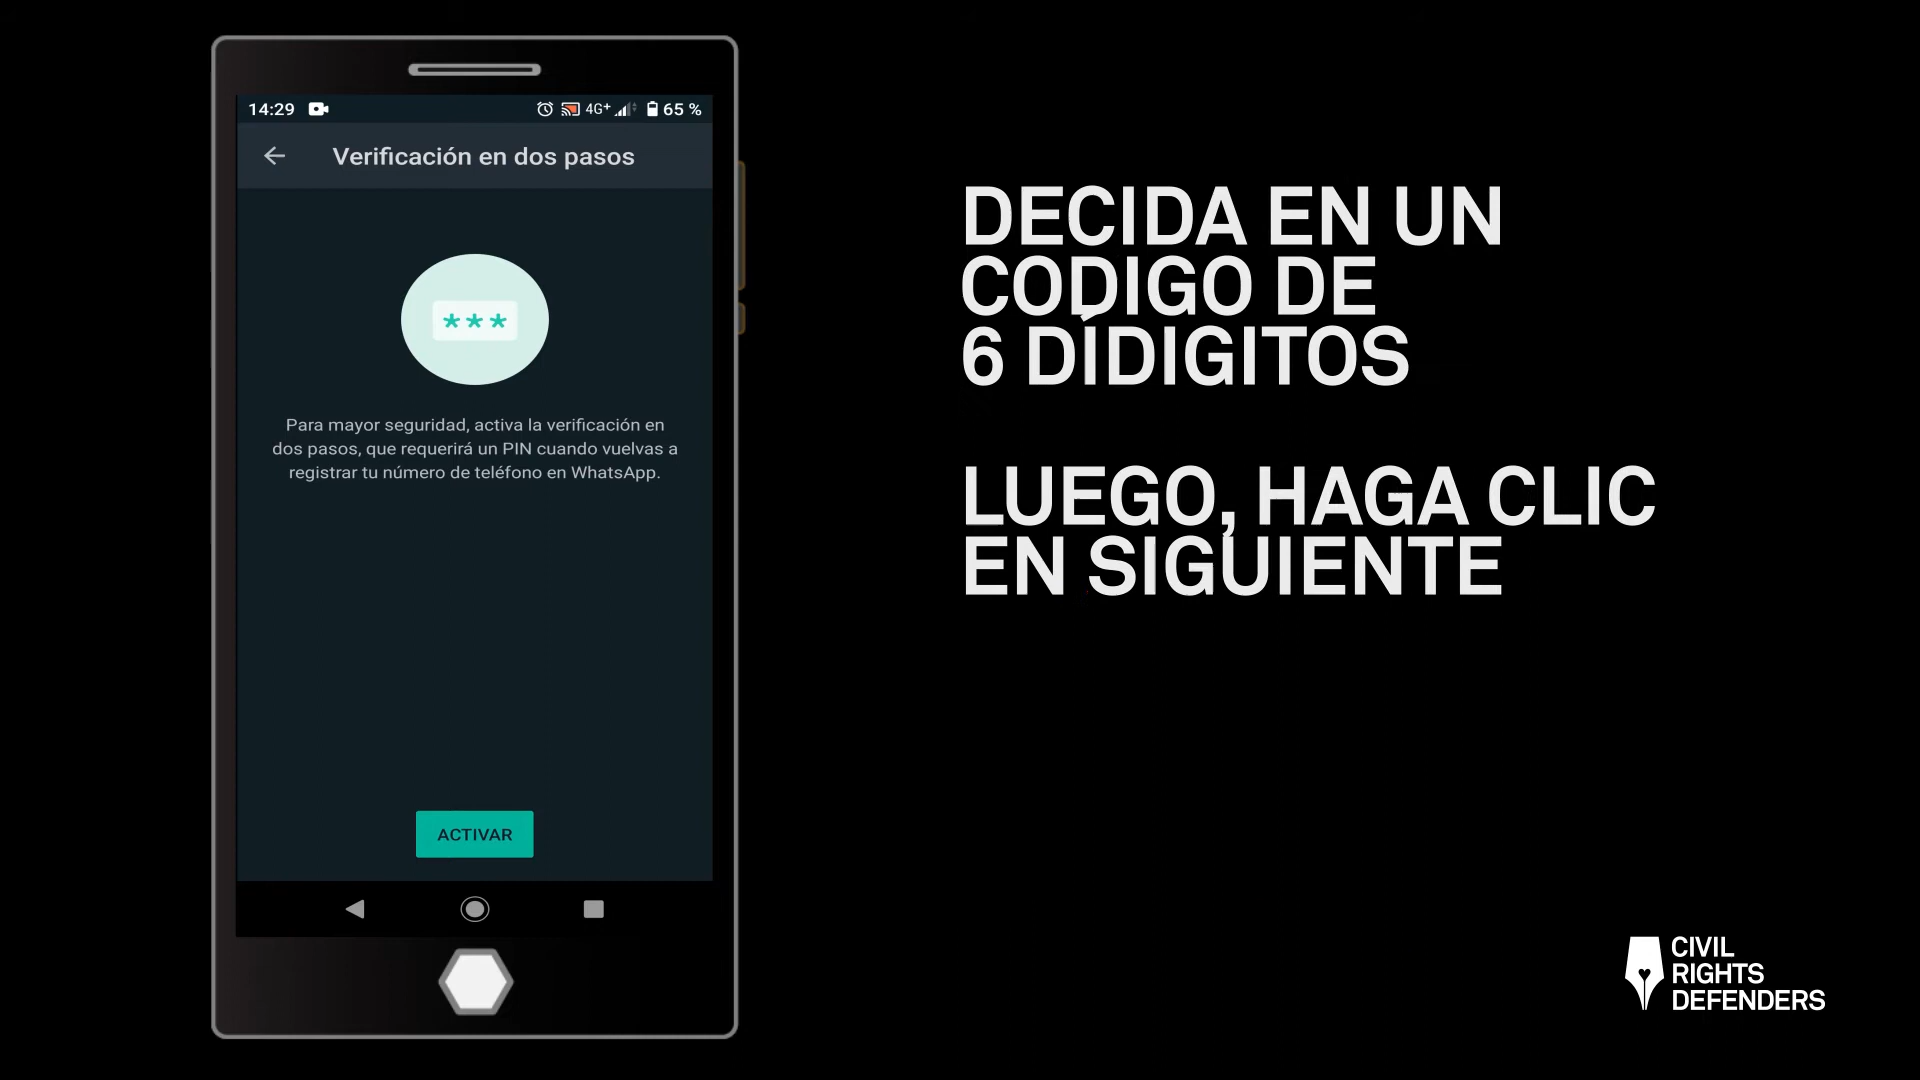 14:29
4G+
65 %
Verificación en dos pasos
***
Para mayor seguridad, activa la verificación en
dos pasos, que requerirá un PIN cuando vuelvas a
registrar tu número de teléfono en WhatsApp.
ACTIVAR
DECIDA EN UN
CODIGO DE
6 DÍDIGITOS
LUEGO, HAGA CLIC
EN SIGUIENTE
CIVIL
RIGHTS
DEFENDERS